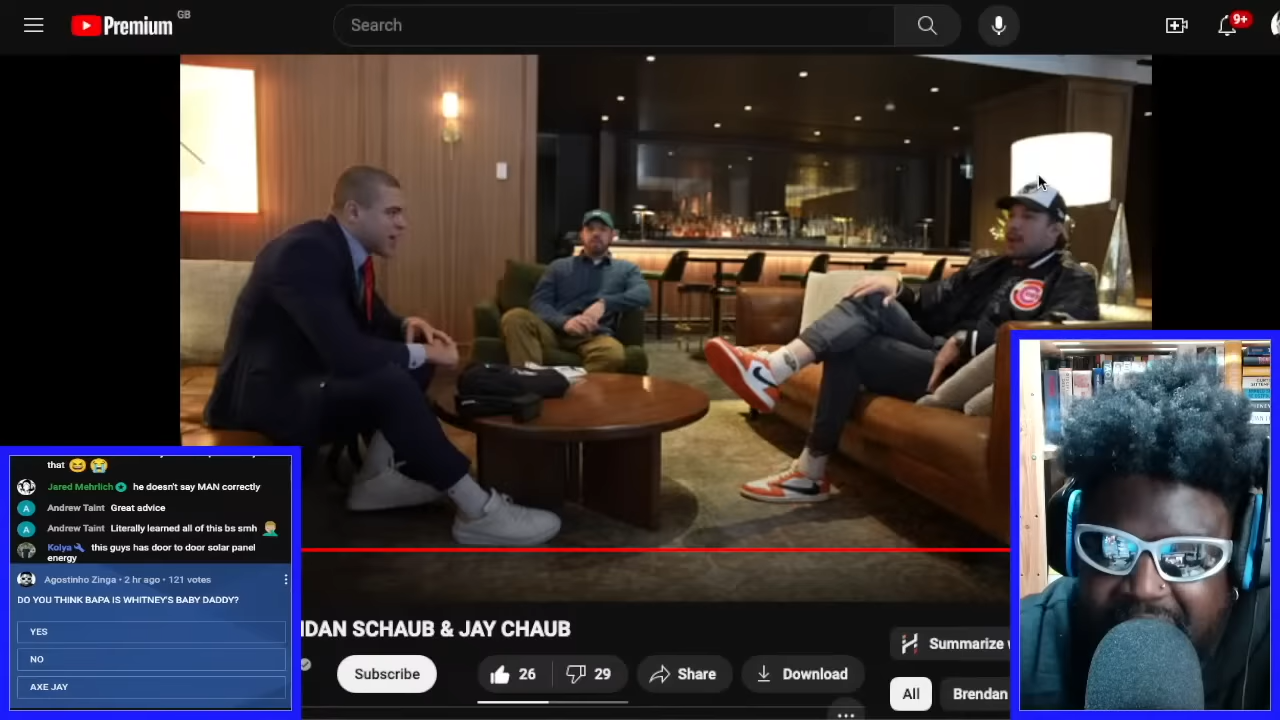 Premium GB
Search
9+
that 😆 😭
Jared Mehrlich he doesn't say MAN correctly
A Andrew Taint Great advice
A Andrew Taint Literally learned all of this bs smh 🤦🏼‍♂️
Kolya 🔧 this guys has door to door solar panel
energy
Agostinho Zinga • 2 hr ago • 121 votes
DO YOU THINK BAPA IS WHITNEY'S BABY DADDY?
YES
NO
AXE JAY
IDAN SCHAUB & JAY CHAUB
Subscribe
26
29
Share
Download
Summarize
All
Brendan